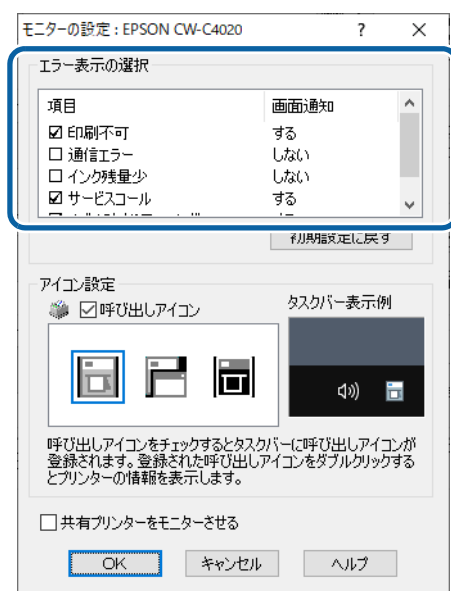 モニターの設定 : EPSON CW-C4020
エラー表示の選択
項目 画面通知
印刷不可 する
通信エラー しない
インク残量少 しない
サービスコール する
初期設定に戻す
アイコン設定
呼び出しアイコン
タスクバー表示例
呼び出しアイコンをチェックするとタスクバーに呼び出しアイコンが
登録されます。登録された呼び出しアイコンをダブルクリックする
とプリンターの情報を表示します。
共有プリンターをモニターさせる
OK キャンセル ヘルプ